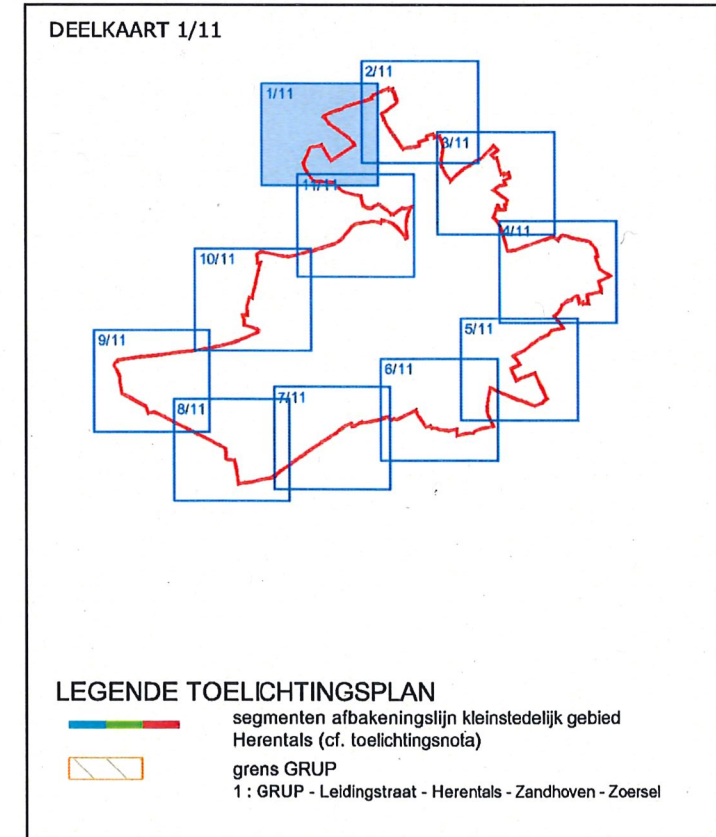 DEELKAART 1/11
2/11
1/11
3/11
11/11
4/11
10/11
5/11
9/11
6/11
7/11
8/11
LEGENDE TOELICHTINGSPLAN
segmenten afbakeningslijn kleinstedelijk gebied
Herentals (cf. toelichtingsnota)
grens GRUP
1 : GRUP - Leidingstraat - Herentals - Zandhoven - Zoersel